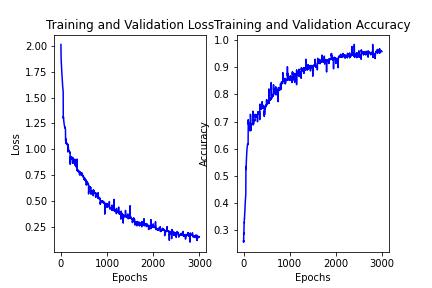 Training and Validation Loss
2.00
1.75
1.50
1.25
1.00
0.75
0.50
0.25
Loss
0 1000 2000 3000
Epochs
Training and Validation Accuracy
1.0
0.9
0.8
0.7
0.6
0.5
0.4
0.3
Accuracy
0 1000 2000 3000
Epochs